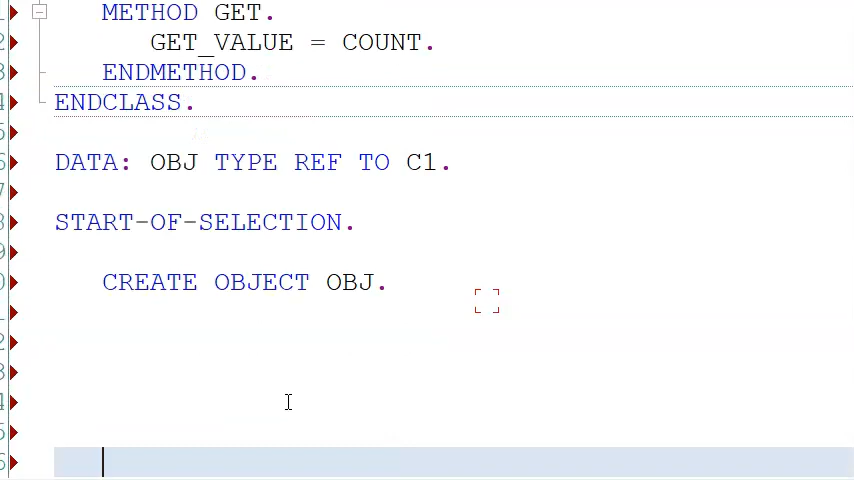 METHOD GET.
GET_VALUE = COUNT.
ENDMETHOD.
ENDCLASS.
DATA: OBJ TYPE REF TO C1.
START-OF-SELECTION.
CREATE OBJECT OBJ.